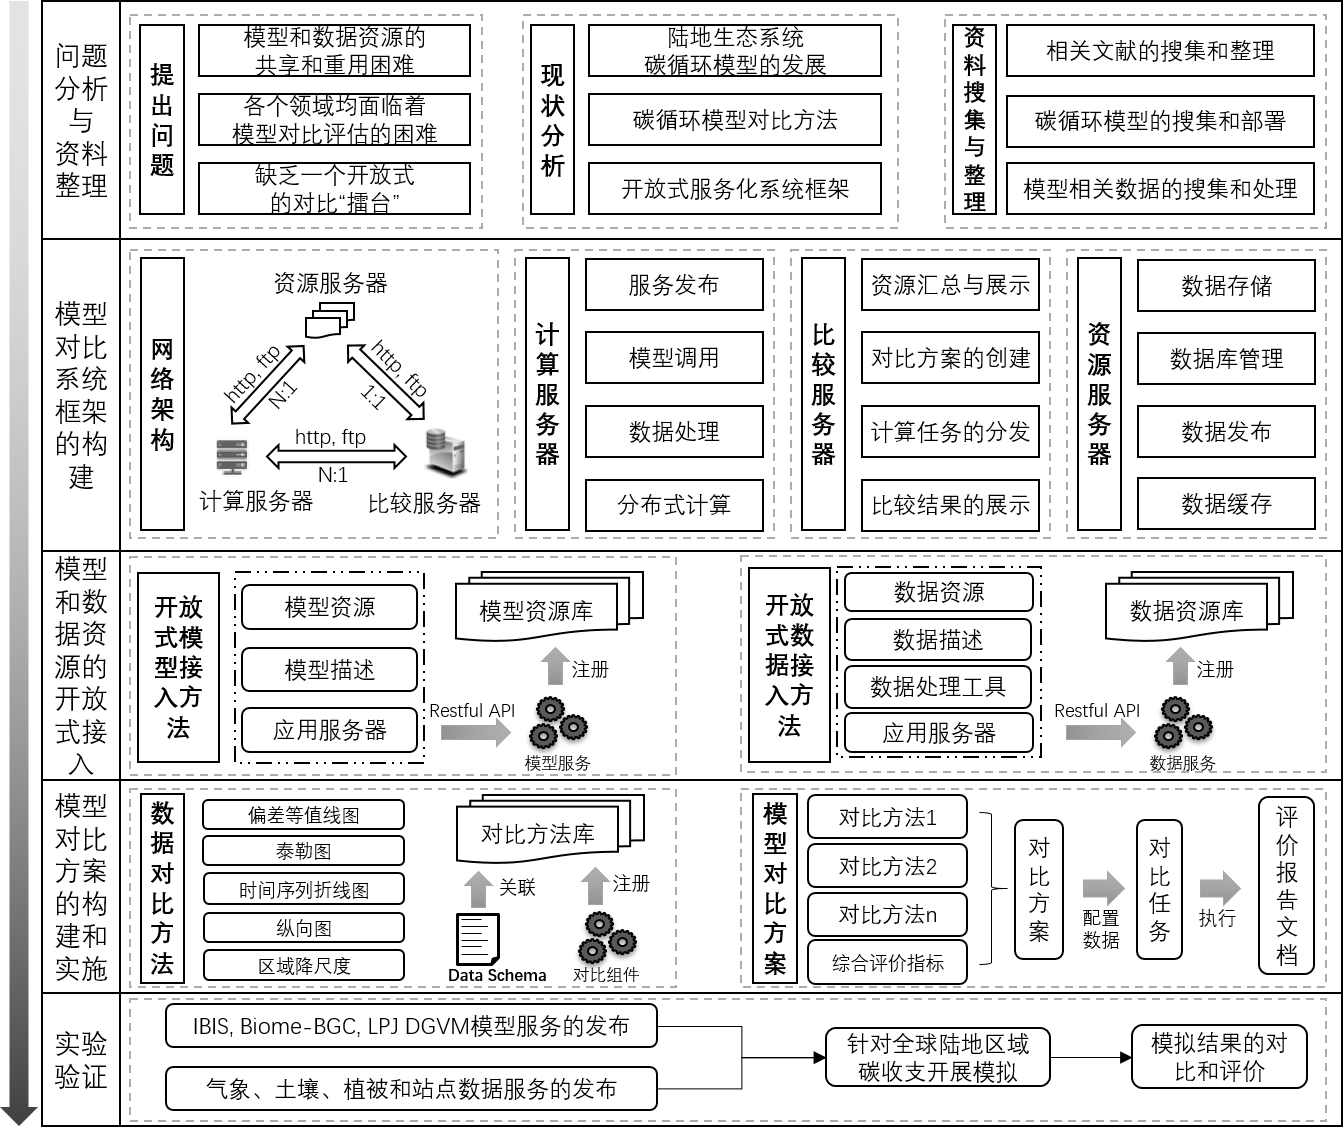 问题
分析
与
资料
整理
提
出
问
题
模型和数据资源的
共享和重用困难
各个领域均面临着
模型对比评估的困难
缺乏一个开放式
的对比“擂台”
现
状
分
析
陆地生态系统
碳循环模型的发展
碳循环模型对比方法
开放式服务化系统框架
资
料
搜
集
与
整
理
相关文献的搜集和整理
碳循环模型的搜集和部署
模型相关数据的搜集和处理
模型
对比
系统
框架
的构
建
网
络
架
构
资源服务器
http, ftp
N:1
http, ftp
1:1
http, ftp
N:1
计算服务器
比较服务器
计
算
服
务
器
服务发布
模型调用
数据处理
分布式计算
比
较
服
务
器
资源汇总与展示
对比方案的创建
计算任务的分发
比较结果的展示
资
源
服
务
器
数据存储
数据库管理
数据发布
数据缓存
模型
和数
据资
源的
开放
式接
入
开放
式模
型接
入方
法
模型资源
模型描述
应用服务器
Restful API
模型资源库
注册
模型服务
开放
式数
据接
入方
法
数据资源
数据描述
数据处理工具
应用服务器
Restful API
数据资源库
注册
数据服务
模型
对比
方案
的构
建和
实施
数
据
对
比
方
法
偏差等值线图
泰勒图
时间序列折线图
纵向图
区域降尺度
对比方法库
关联
注册
Data Schema
对比组件
模
型
对
比
方
案
对比方法1
对比方法2
对比方法n
综合评价指标
对
比
方
案
配置
数据
对
比
任
务
执行
评
价
报
告
文
档
实验
验证
IBIS, Biome-BGC, LPJ DGVM模型服务的发布
气象、土壤、植被和站点数据服务的发布
针对全球陆地区域
碳收支开展模拟
模拟结果的对
比和评价